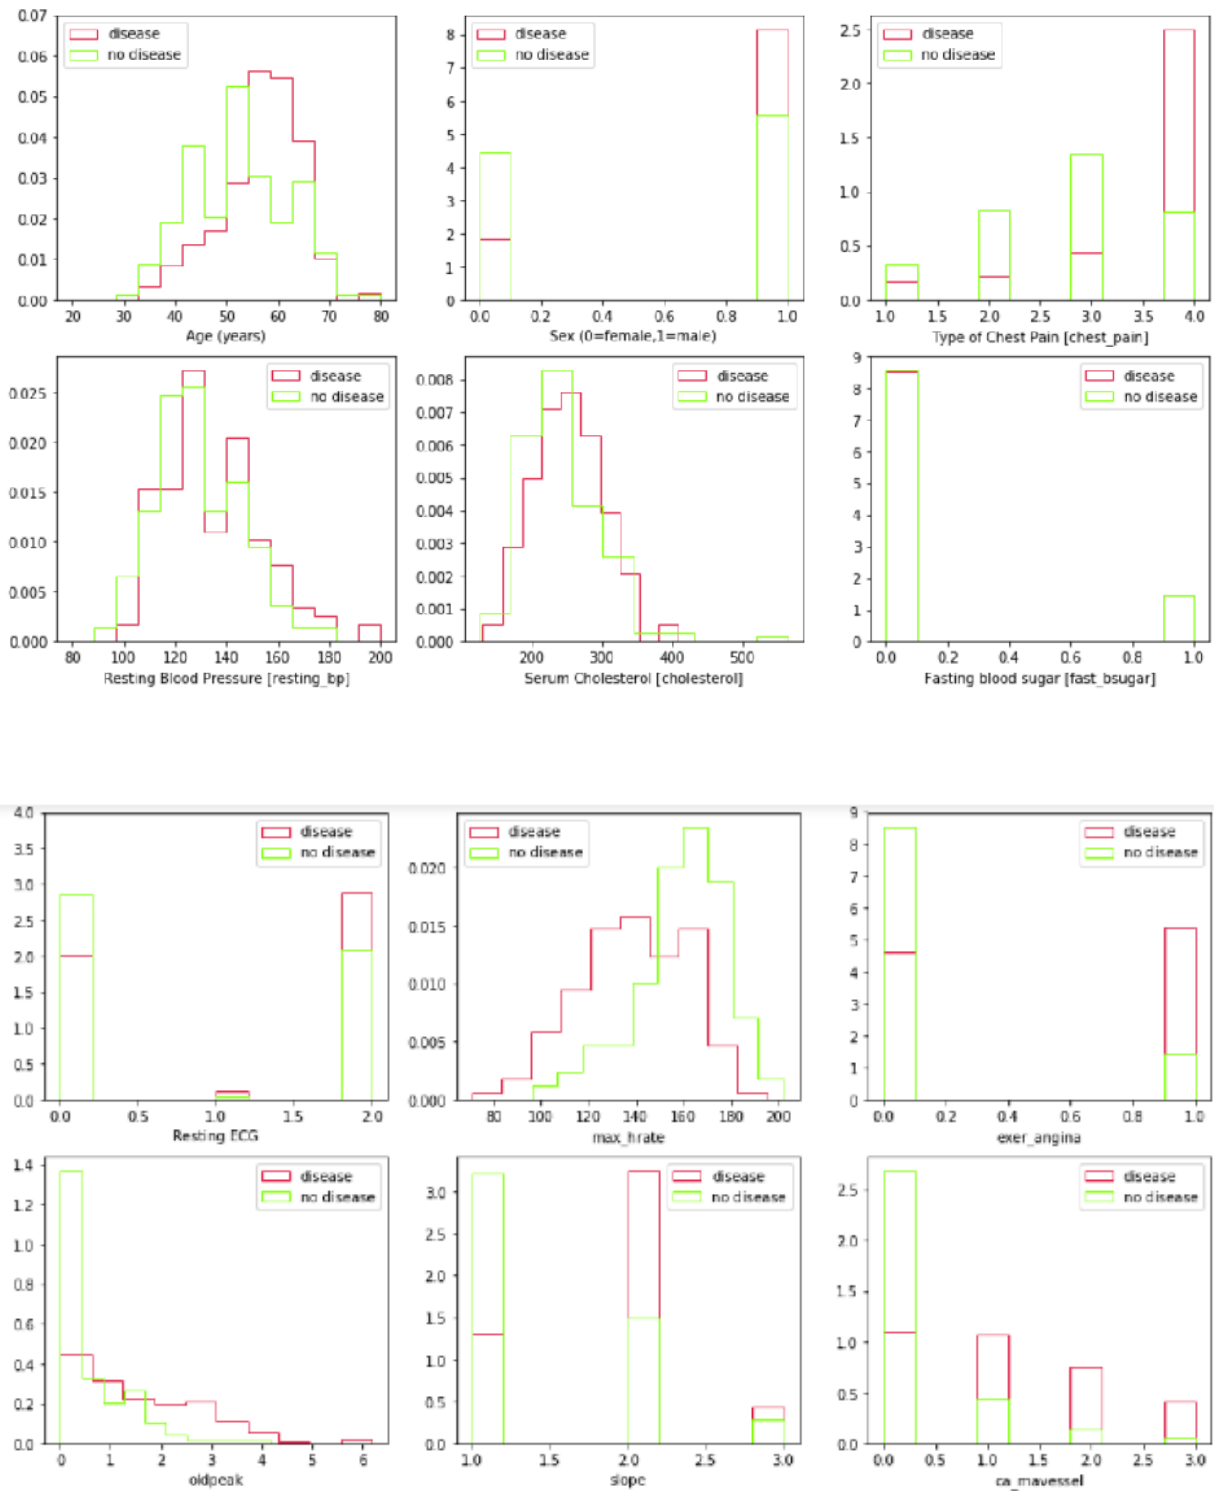 disease
no disease
0.07
0.06
0.05
0.04
0.03
0.02
0.01
0.00
20 30 40 50 60 70 80
Age (years)
disease
no disease
8
7
6
5
4
3
2
1
0
0.0 0.2 0.4 0.6 0.8 1.0
Sex (0=female,1=male)
disease
no disease
2.5
2.0
1.5
1.0
0.5
0.0
1.0 1.5 2.0 2.5 3.0 3.5 4.0
Type of Chest Pain [chest_pain]
disease
no disease
0.025
0.020
0.015
0.010
0.005
0.000
80 100 120 140 160 180 200
Resting Blood Pressure [resting_bp]
disease
no disease
0.008
0.007
0.006
0.005
0.004
0.003
0.002
0.001
0.000
200 300 400 500
Serum Cholesterol [cholesterol]
disease
no disease
9
8
7
6
5
4
3
2
1
0
0.0 0.2 0.4 0.6 0.8 1.0
Fasting blood sugar [fast_bsugar]
disease
no disease
4.0
3.5
3.0
2.5
2.0
1.5
1.0
0.5
0.0
0.0 0.5 1.0 1.5 2.0
Resting ECG
disease
no disease
0.020
0.015
0.010
0.005
0.000
80 100 120 140 160 180 200
max_hrate
disease
no disease
9
8
7
6
5
4
3
2
1
0
0.0 0.2 0.4 0.6 0.8 1.0
exer_angina
disease
no disease
1.4
1.2
1.0
0.8
0.6
0.4
0.2
0.0
0 1 2 3 4 5 6
oldpeak
disease
no disease
3.0
2.5
2.0
1.5
1.0
0.5
0.0
1.0 1.5 2.0 2.5 3.0
slope
disease
no disease
2.5
2.0
1.5
1.0
0.5
0.0
0.0 0.5 1.0 1.5 2.0 2.5 3.0
ca_mavessel